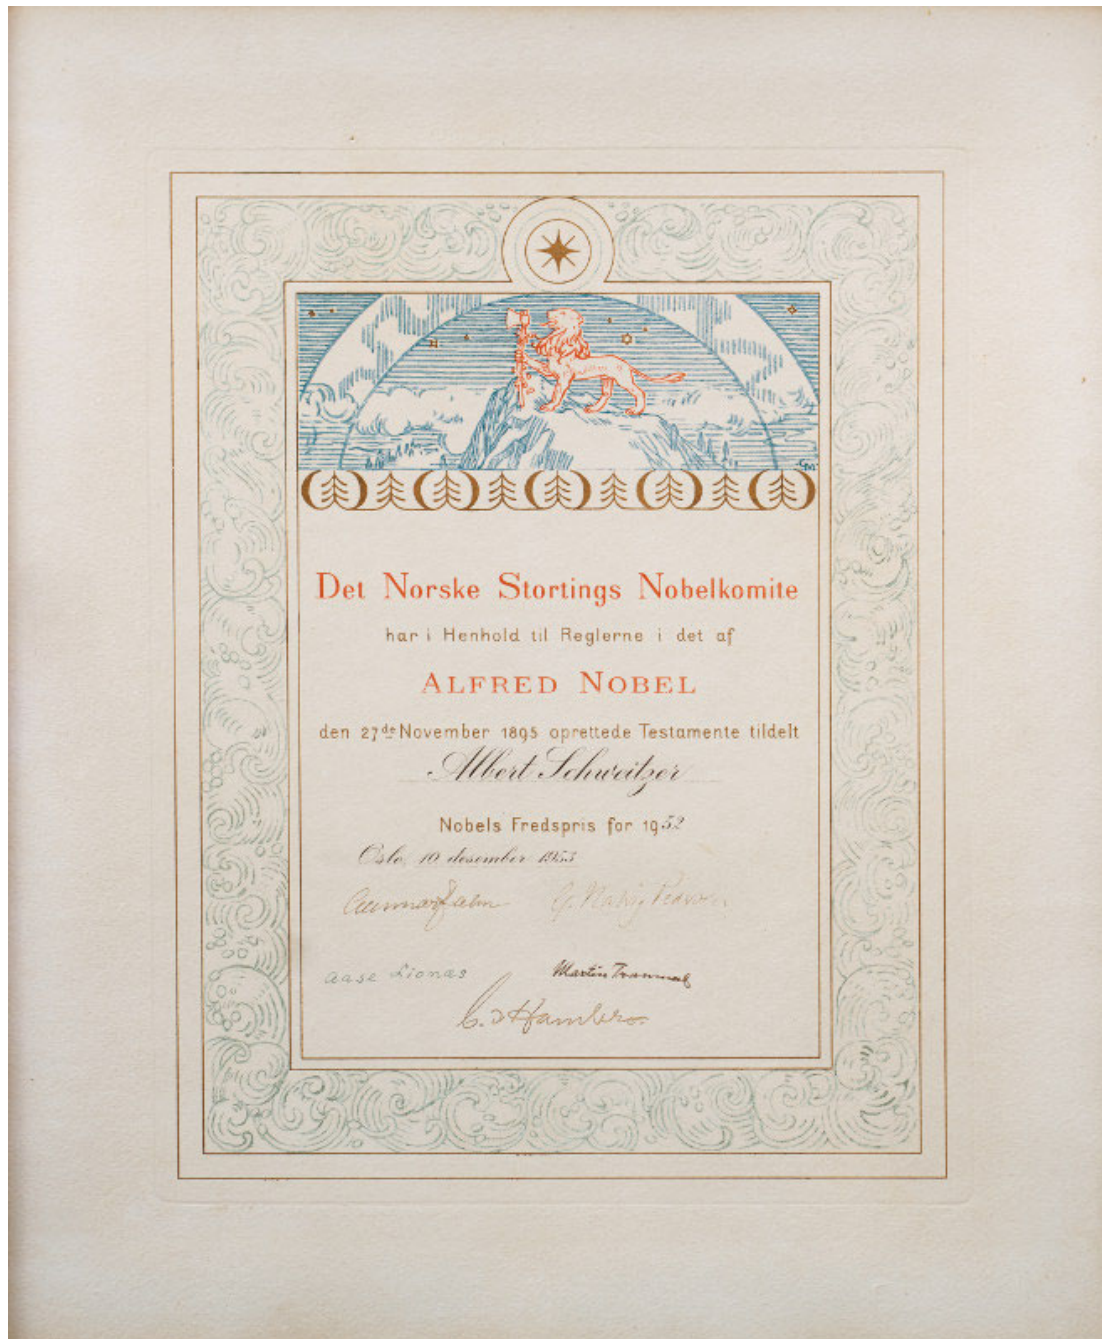 Det Norske Stortings Nobelkomite
har i Henhold til Reglerne i det af
ALFRED NOBEL
den 27de November 1895 oprettede Testamente tildelt
Albert Schweitzer
Nobels Fredspris for 1952
Oslo, 10 desember 1953
Gunnar Jahn
Aase Lionæs
Martin Tranmæl
C. J. Hambro